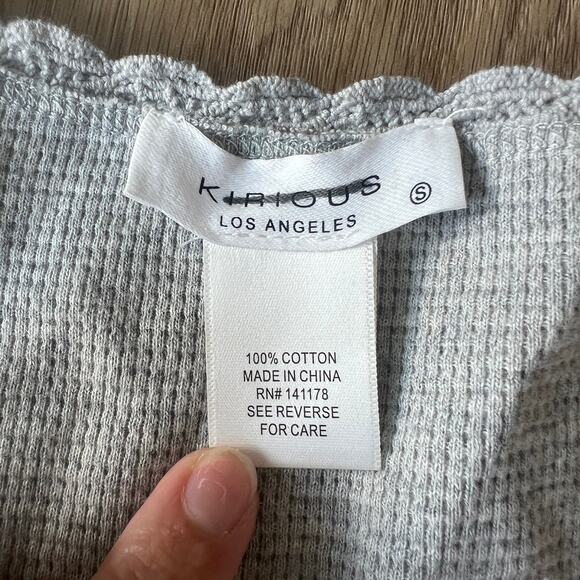 KIRIOUS Ⓢ
LOS ANGELES
100% COTTON
MADE IN CHINA
RN# 141178
SEE REVERSE
FOR CARE